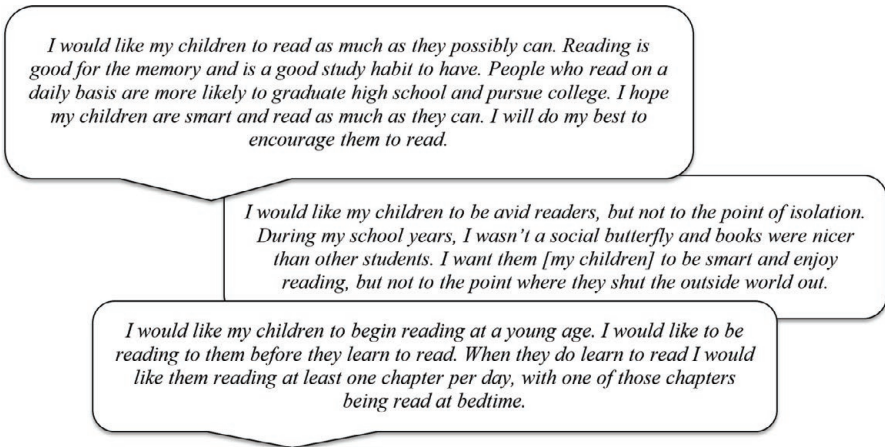 I would like my children to read as much as they possibly can. Reading is
good for the memory and is a good study habit to have. People who read on a
daily basis are more likely to graduate high school and pursue college. I hope
my children are smart and read as much as they can. I will do my best to
encourage them to read.
I would like my children to be avid readers, but not to the point of isolation.
During my school years, I wasn’t a social butterfly and books were nicer
than other students. I want them [my children] to be smart and enjoy
reading, but not to the point where they shut the outside world out.
I would like my children to begin reading at a young age. I would like to be
reading to them before they learn to read. When they do learn to read I would
like them reading at least one chapter per day, with one of those chapters
being read at bedtime.